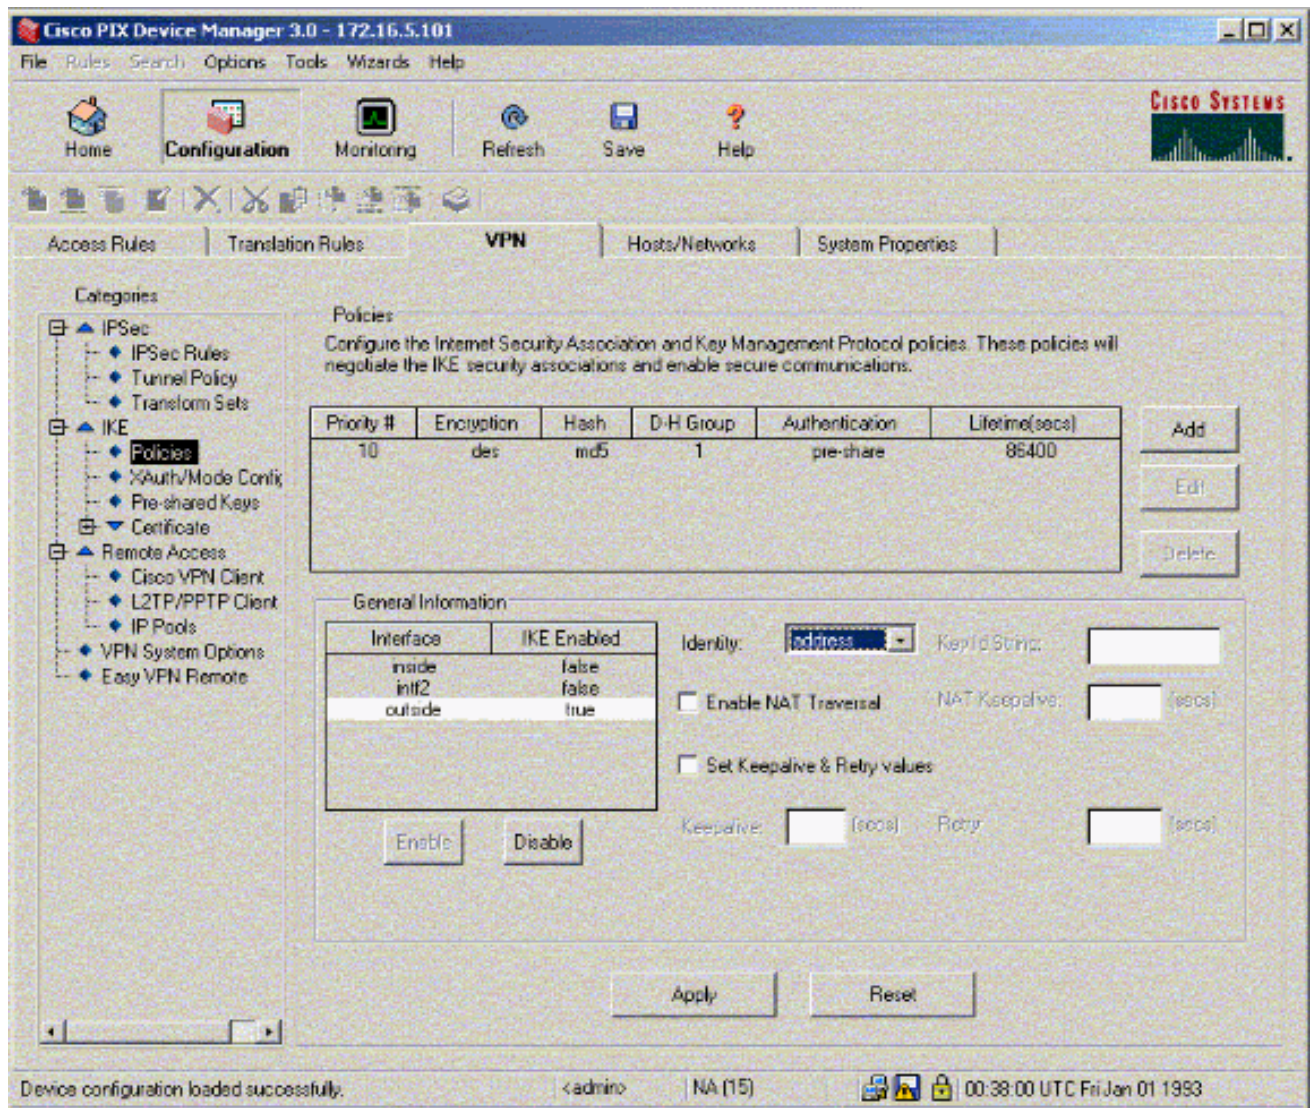 Cisco PIX Device Manager 3.0 - 172.16.5.101
File Rules Search Options Tools Wizards Help
Home Configuration Monitoring Refresh Save Help
CISCO SYSTEMS
Access Rules Translation Rules VPN Hosts/Networks System Properties
Categories
IPSec
IPSec Rules
Tunnel Policy
Transform Sets
IKE
Policies
XAuth/Mode Config
Pre-shared Keys
Certificate
Remote Access
Cisco VPN Client
L2TP/PPTP Client
IP Pools
VPN System Options
Easy VPN Remote
Policies
Configure the Internet Security Association and Key Management Protocol policies. These policies will
negotiate the IKE security associations and enable secure communications.
Priority # Encryption Hash D-H Group Authentication Lifetime(secs)
10 des md5 1 pre-share 86400
Add
Edit
Delete
General Information
Interface IKE Enabled
inside false
intf2 false
outside true
Enable Disable
Identity: address Key Id String:
Enable NAT Traversal NAT Keepalive: (secs)
Set Keepalive & Retry values
Keepalive: (secs) Retry: (secs)
Apply Reset
Device configuration loaded successfully. <admin> NA (15) 00:38:00 UTC Fri Jan 01 1993